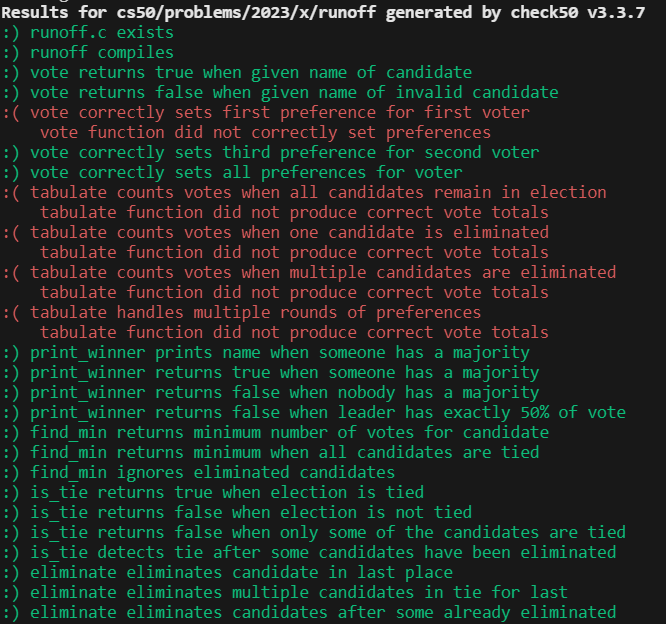 Results for cs50/problems/2023/x/runoff generated by check50 v3.3.7
:) runoff.c exists
:) runoff compiles
:) vote returns true when given name of candidate
:) vote returns false when given name of invalid candidate
:( vote correctly sets first preference for first voter
    vote function did not correctly set preferences
:) vote correctly sets third preference for second voter
:) vote correctly sets all preferences for voter
:( tabulate counts votes when all candidates remain in election
    tabulate function did not produce correct vote totals
:( tabulate counts votes when one candidate is eliminated
    tabulate function did not produce correct vote totals
:( tabulate counts votes when multiple candidates are eliminated
    tabulate function did not produce correct vote totals
:( tabulate handles multiple rounds of preferences
    tabulate function did not produce correct vote totals
:) print_winner prints name when someone has a majority
:) print_winner returns true when someone has a majority
:) print_winner returns false when nobody has a majority
:) print_winner returns false when leader has exactly 50% of vote
:) find_min returns minimum number of votes for candidate
:) find_min returns minimum when all candidates are tied
:) find_min ignores eliminated candidates
:) is_tie returns true when election is tied
:) is_tie returns false when election is not tied
:) is_tie returns false when only some of the candidates are tied
:) is_tie detects tie after some candidates have been eliminated
:) eliminate eliminates candidate in last place
:) eliminate eliminates multiple candidates in tie for last
:) eliminate eliminates candidates after some already eliminated